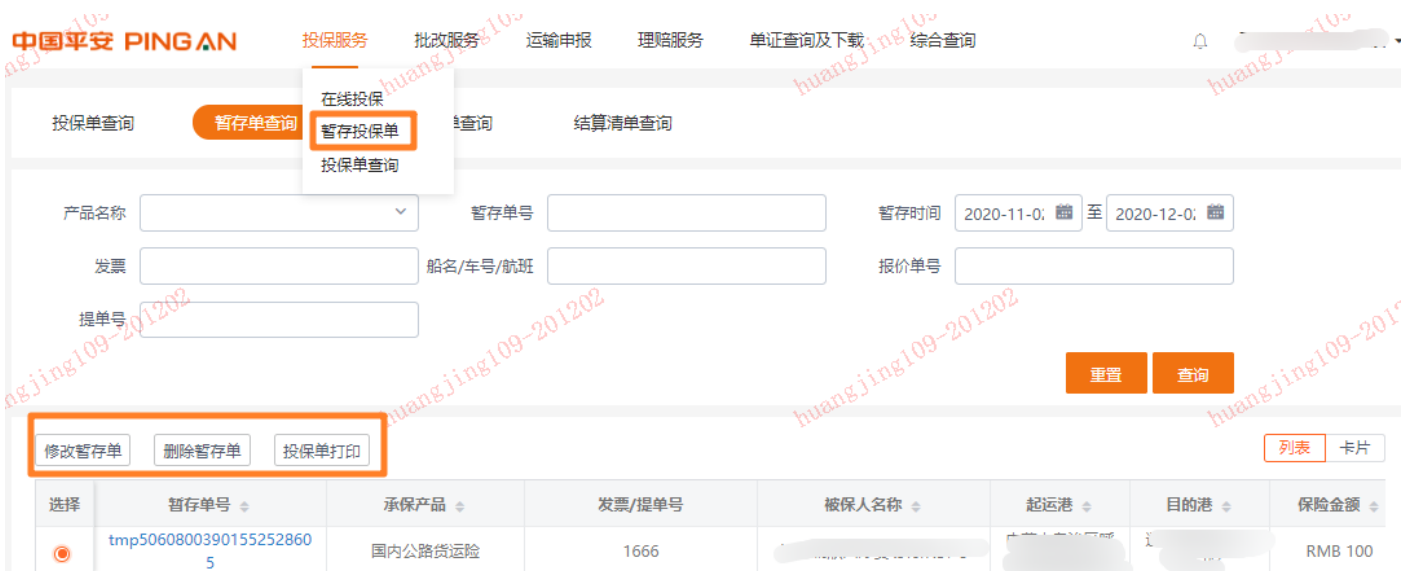 中国平安 PING AN 投保服务 批改服务 运输申报 理赔服务 单证查询及下载 综合查询
在线投保
暂存投保单
投保单查询
投保单查询 暂存单查询 单查询 结算清单查询
产品名称 暂存单号 暂存时间 2020-11-02 至 2020-12-02
发票 船名/车号/航班 报价单号
提单号
重置 查询
修改暂存单 删除暂存单 投保单打印 列表 卡片
选择 暂存单号 承保产品 发票/提单号 被保人名称 起运港 目的港 保险金额
tmp5060800390155252860
5 国内公路货运险 1666 RMB 100
huangjing109-201202
huangjing109-201202